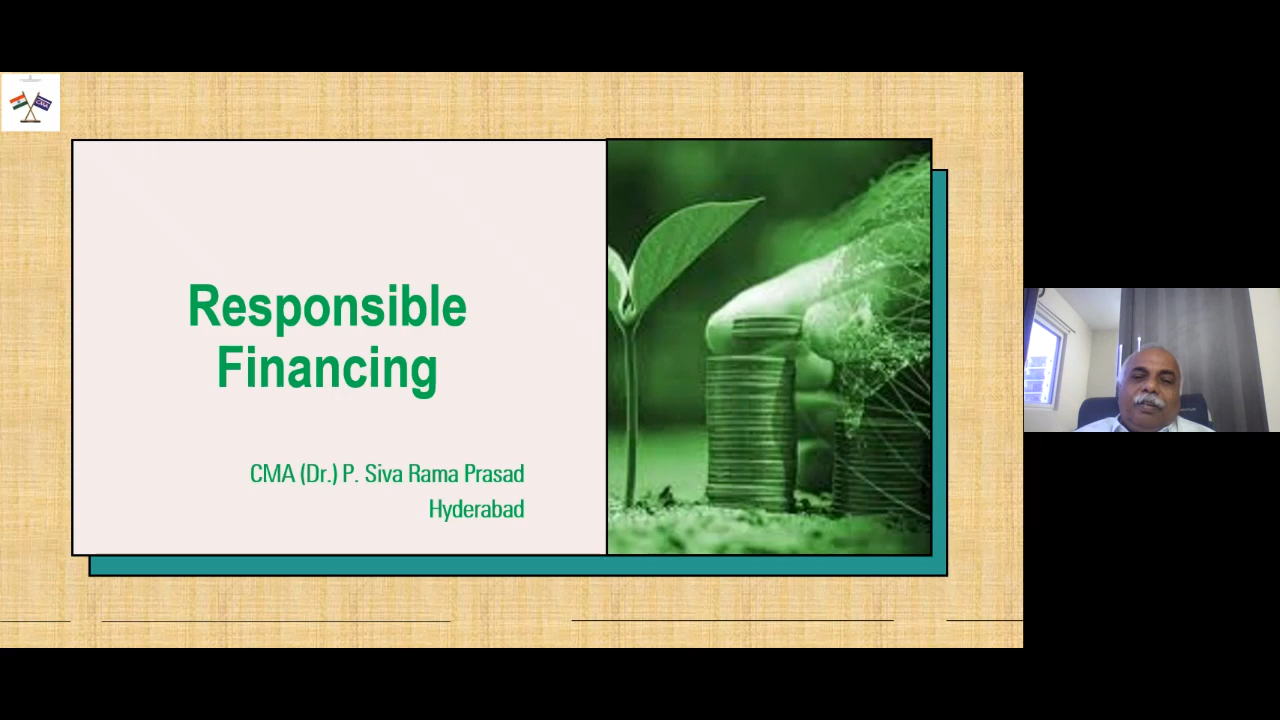 Responsible
Financing
CMA (Dr.) P. Siva Rama Prasad
Hyderabad